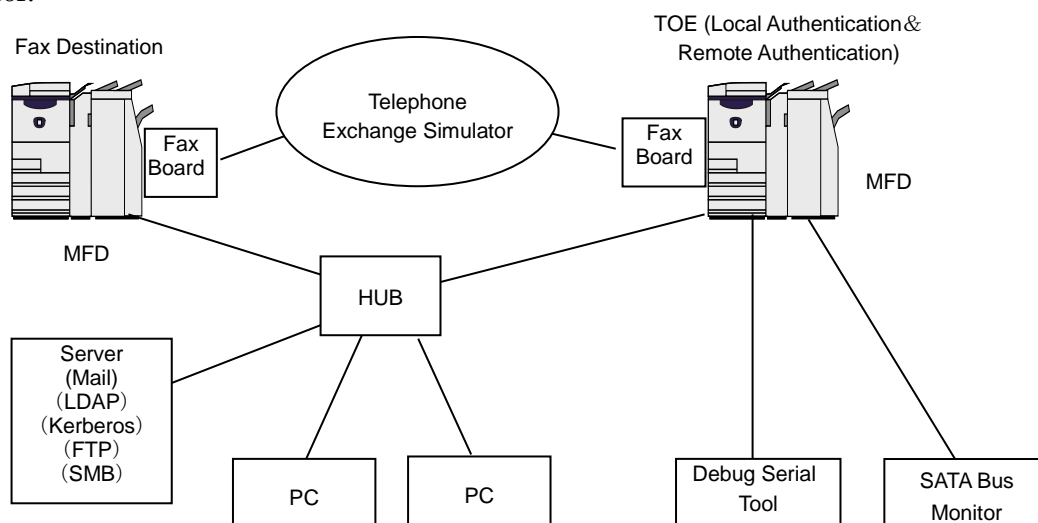 TOE (Local Authentication＆
Remote Authentication)
Fax Destination
Telephone
Exchange Simulator
Fax
Board
Fax
Board
MFD
MFD
HUB
Server
(Mail)
（LDAP）
（Kerberos）
（FTP）
（SMB）
PC
PC
Debug Serial
Tool
SATA Bus
Monitor